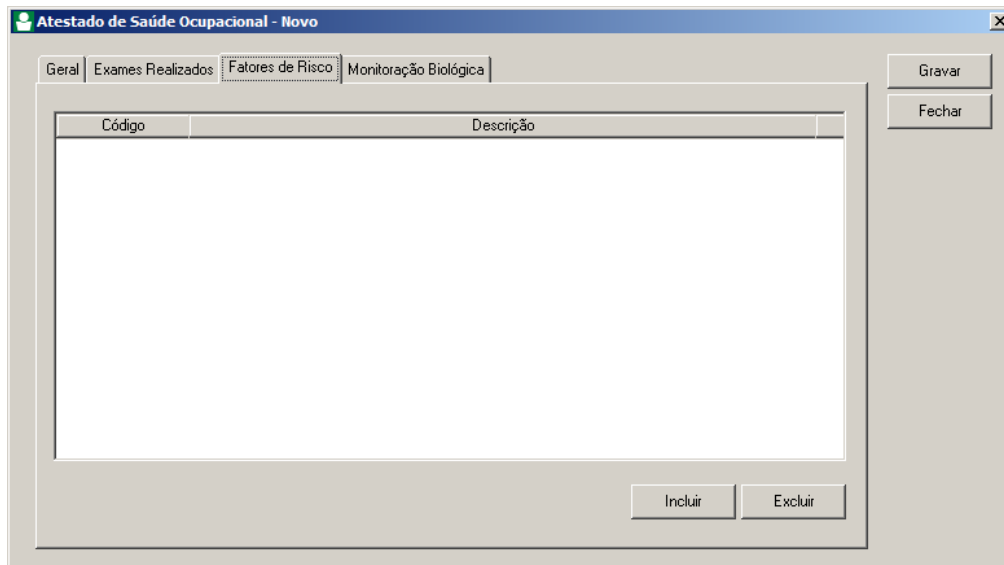 Atestado de Saúde Ocupacional - Novo
Geral Exames Realizados Fatores de Risco Monitoração Biológica
Gravar
Fechar
Código Descrição
Incluir Excluir